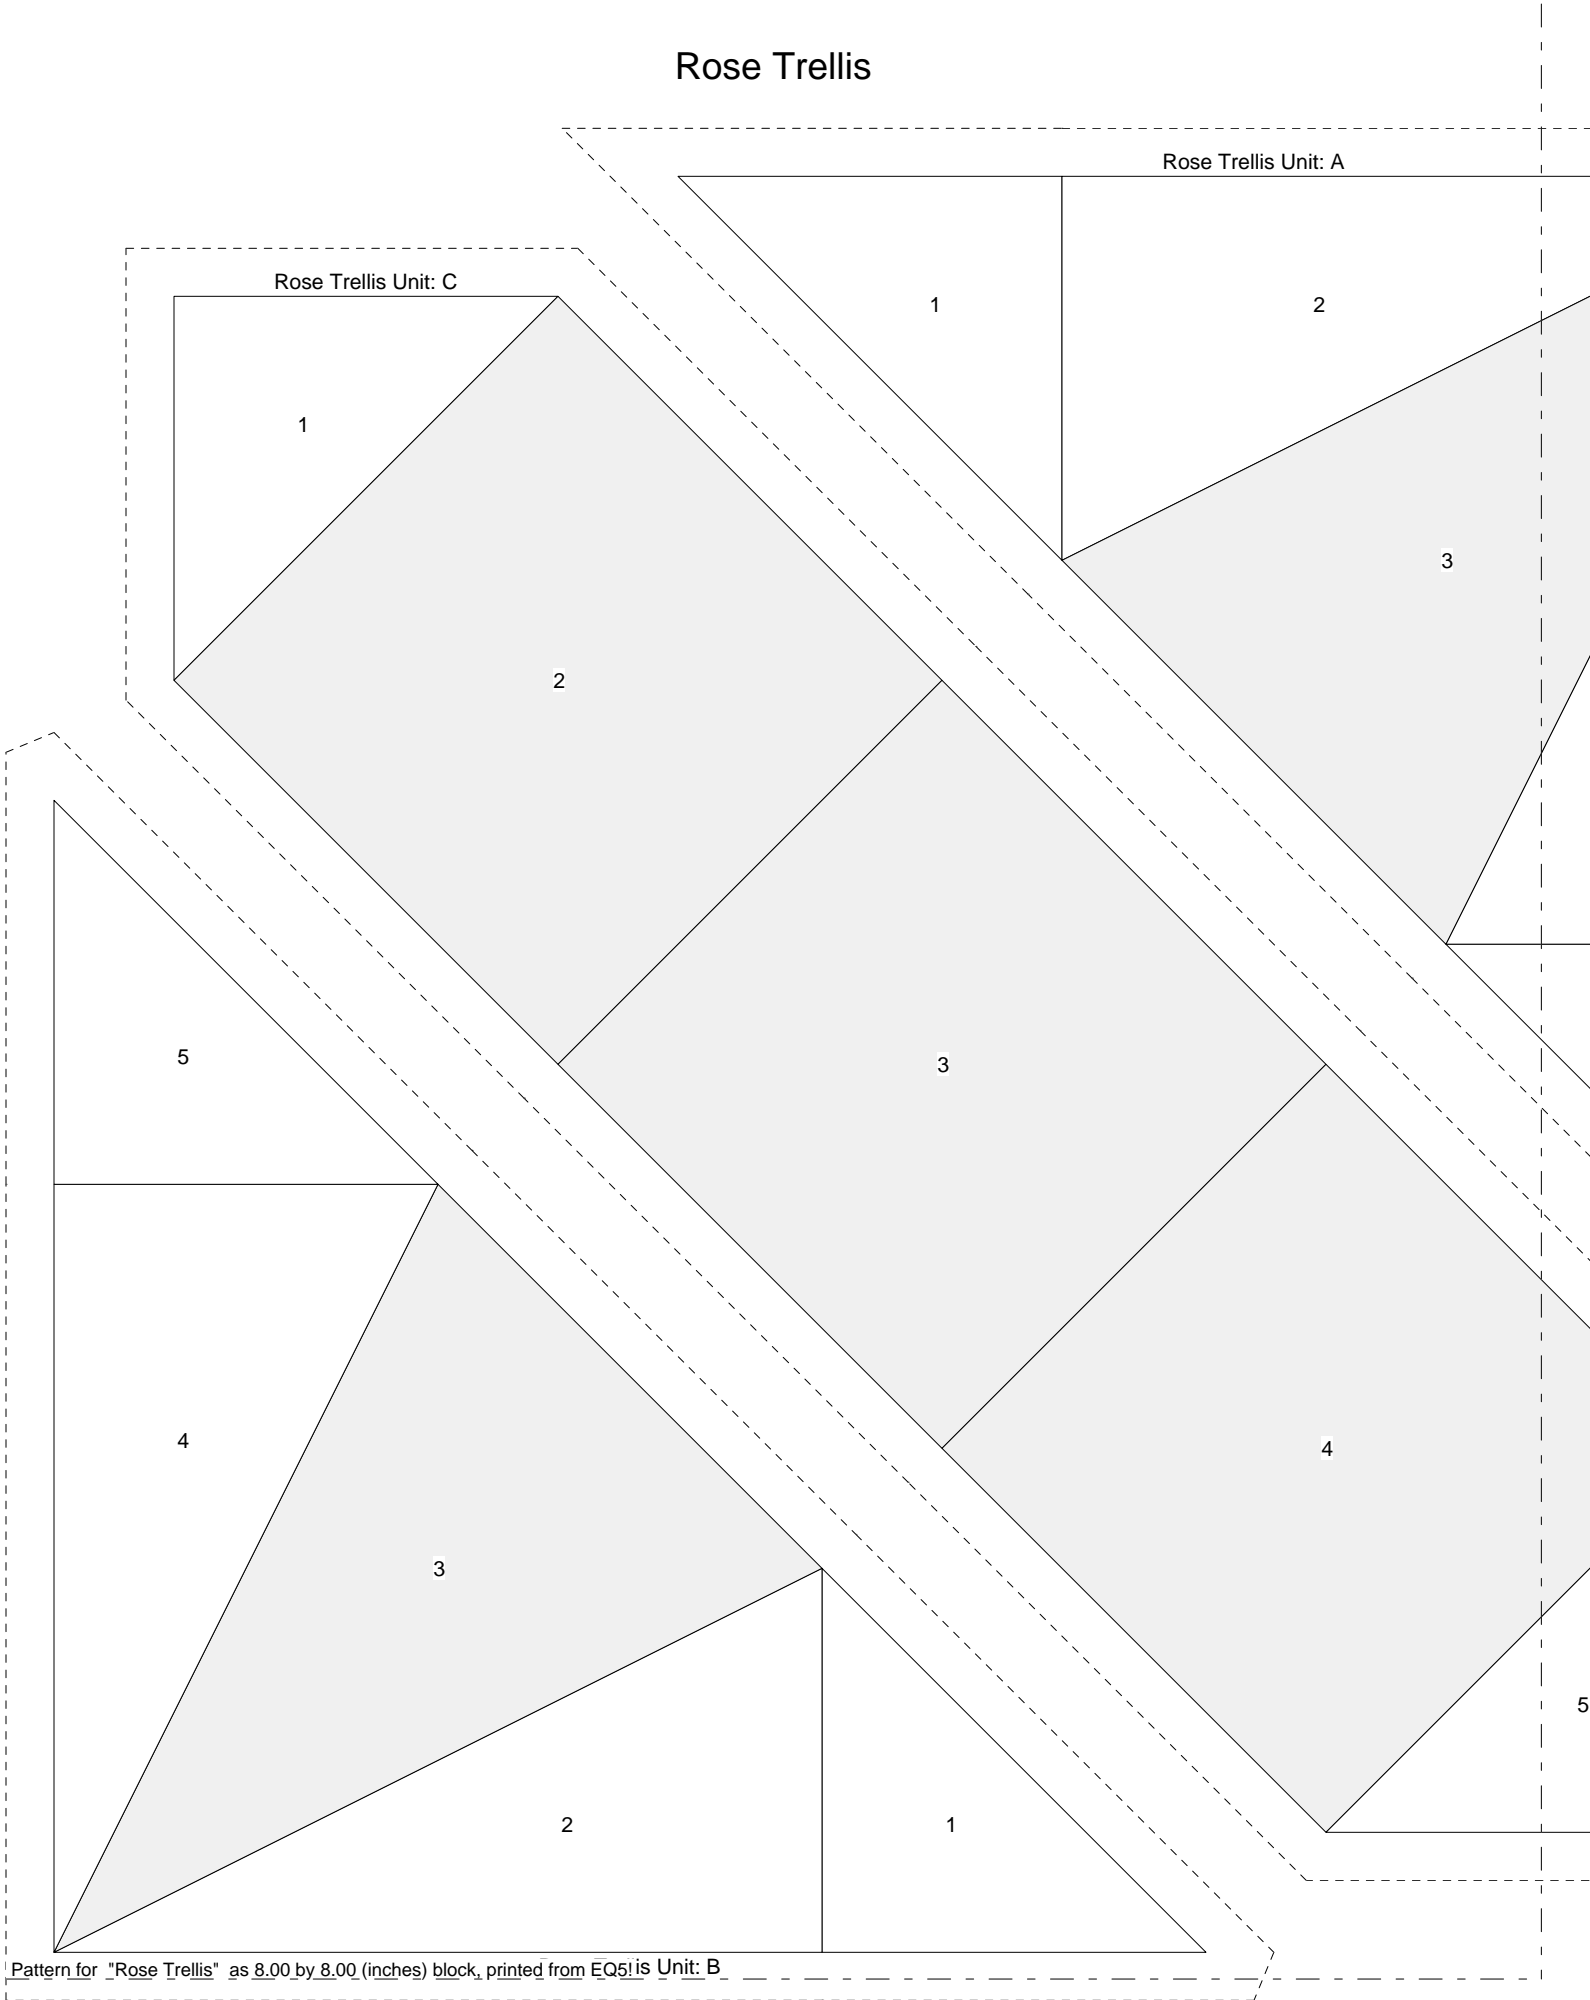 Rose Trellis
Rose Trellis Unit: A
1
2
3
Rose Trellis Unit: C
1
2
3
4
5
5
4
3
2
1
Pattern for "Rose Trellis" as 8.00 by 8.00 (inches) block, printed from EQ5!
is Unit: B